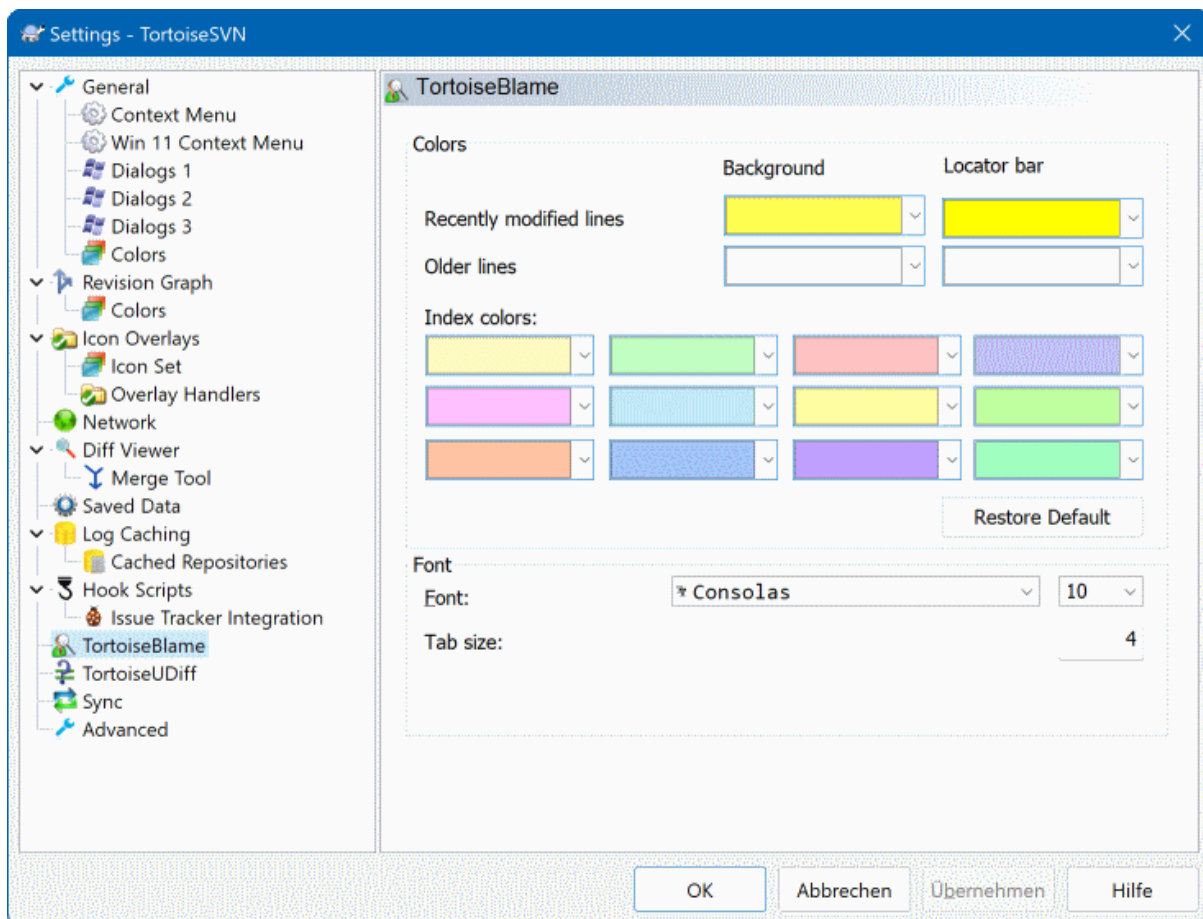 Settings - TortoiseSVN
General
Context Menu
Win 11 Context Menu
Dialogs 1
Dialogs 2
Dialogs 3
Colors
Revision Graph
Colors
Icon Overlays
Icon Set
Overlay Handlers
Network
Diff Viewer
Merge Tool
Saved Data
Log Caching
Cached Repositories
Hook Scripts
Issue Tracker Integration
TortoiseBlame
TortoiseUDiff
Sync
Advanced
TortoiseBlame
Colors
Background Locator bar
Recently modified lines
Older lines
Index colors:
Restore Default
Font
Font: Consolas 10
Tab size: 4
OK Abbrechen Übernehmen Hilfe